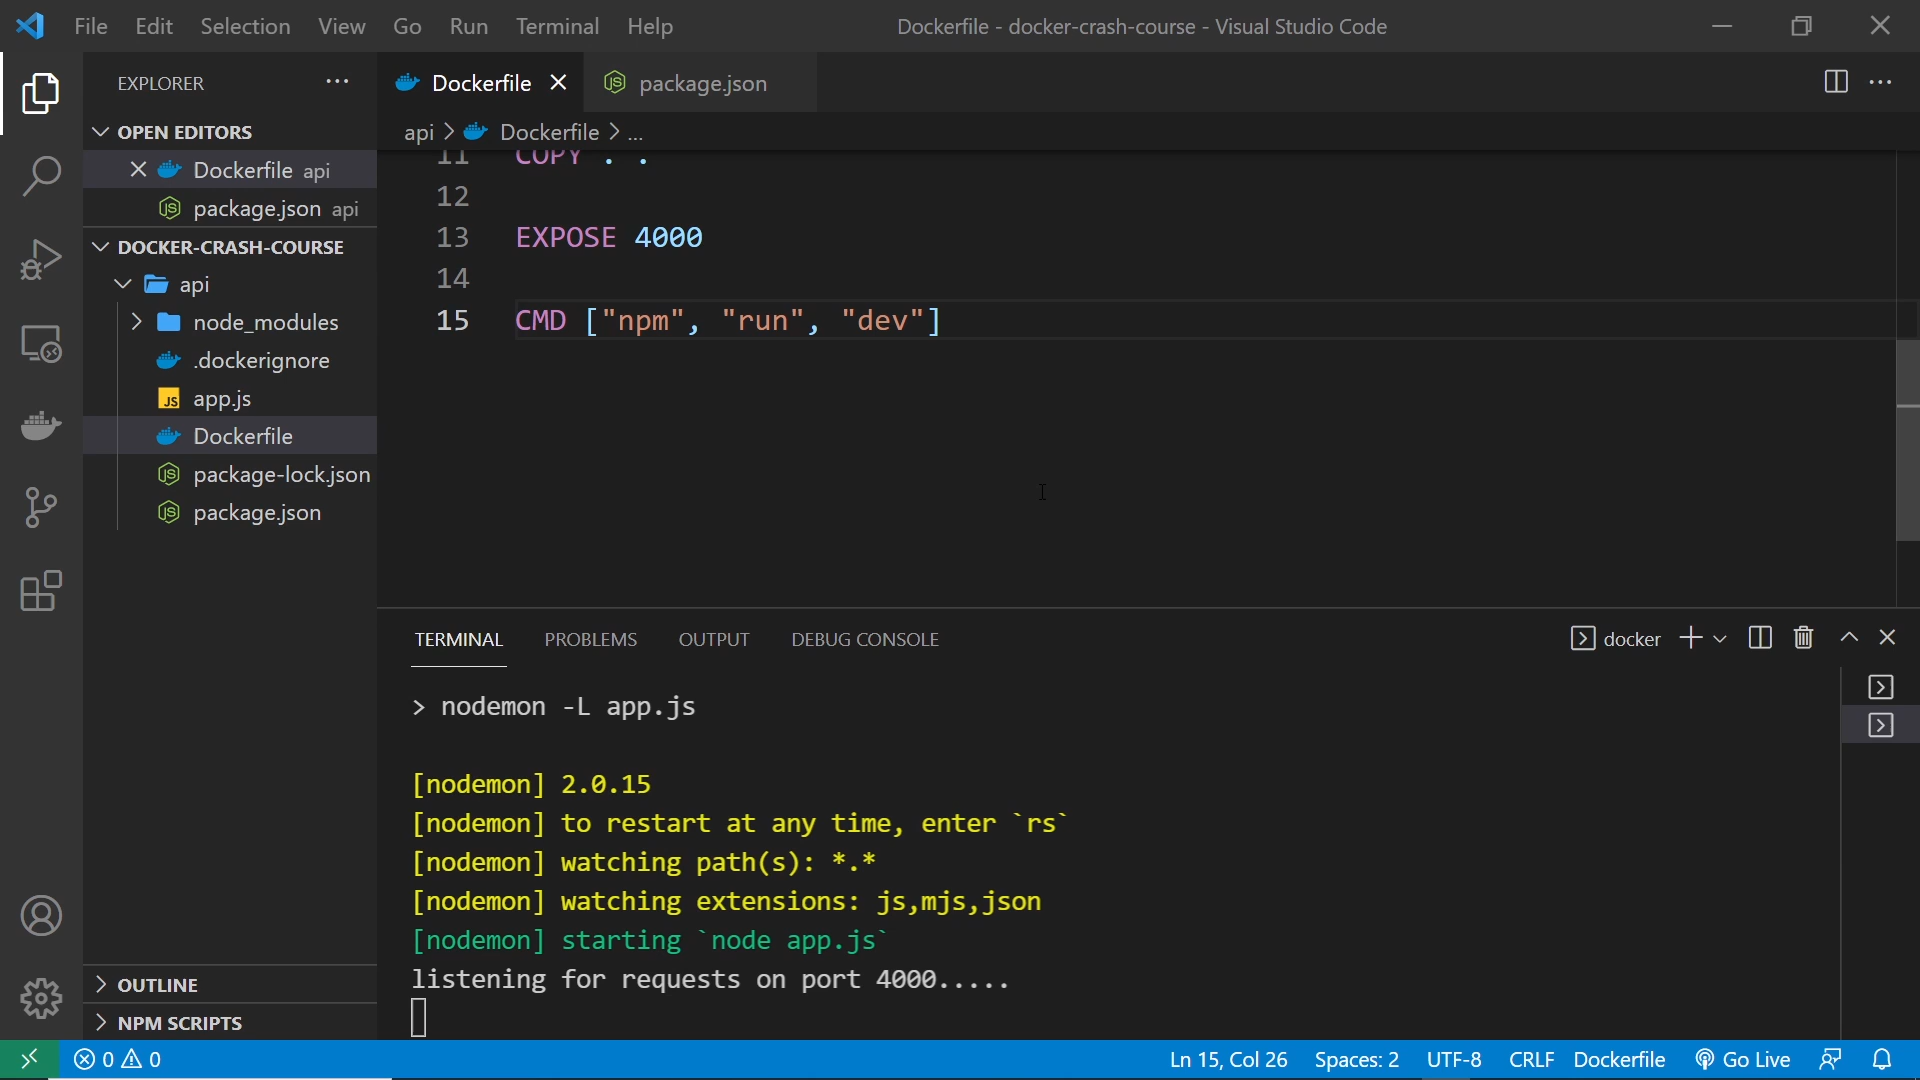 File Edit Selection View Go Run Terminal Help Dockerfile - docker-crash-course - Visual Studio Code
EXPLORER
OPEN EDITORS
Dockerfile api
package.json api
DOCKER-CRASH-COURSE
api
node_modules
.dockerignore
app.js
Dockerfile
package-lock.json
package.json
OUTLINE
NPM SCRIPTS
Dockerfile package.json
api > Dockerfile > ...
11 COPY . .
12
13 EXPOSE 4000
14
15 CMD ["npm", "run", "dev"]
TERMINAL PROBLEMS OUTPUT DEBUG CONSOLE docker
> nodemon -L app.js
[nodemon] 2.0.15
[nodemon] to restart at any time, enter `rs`
[nodemon] watching path(s): *.*
[nodemon] watching extensions: js,mjs,json
[nodemon] starting `node app.js`
listening for requests on port 4000.....
0 0 Ln 15, Col 26 Spaces: 2 UTF-8 CRLF Dockerfile Go Live